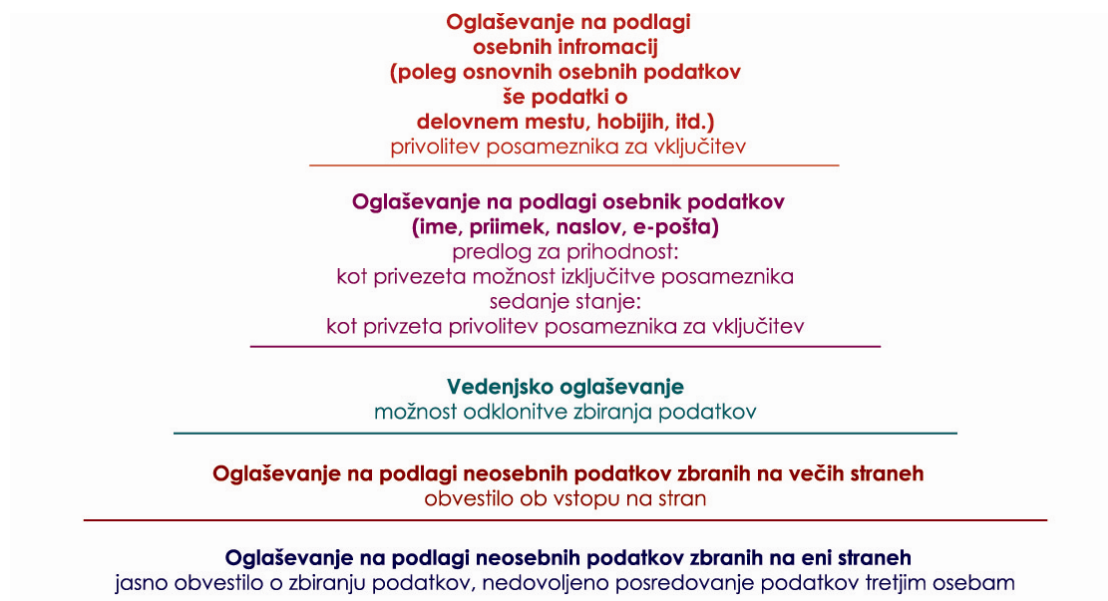 Oglaševanje na podlagi
osebnih infromacij
(poleg osnovnih osebnih podatkov
še podatki o
delovnem mestu, hobijih, itd.)
privolitev posameznika za vključitev
Oglaševanje na podlagi osebnik podatkov
(ime, priimek, naslov, e-pošta)
predlog za prihodnost:
kot privezeta možnost izključitve posameznika
sedanje stanje:
kot privzeta privolitev posameznika za vključitev
Vedenjsko oglaševanje
možnost odklonitve zbiranja podatkov
Oglaševanje na podlagi neosebnih podatkov zbranih na večih straneh
obvestilo ob vstopu na stran
Oglaševanje na podlagi neosebnih podatkov zbranih na eni straneh
jasno obvestilo o zbiranju podatkov, nedovoljeno posredovanje podatkov tretjim osebam